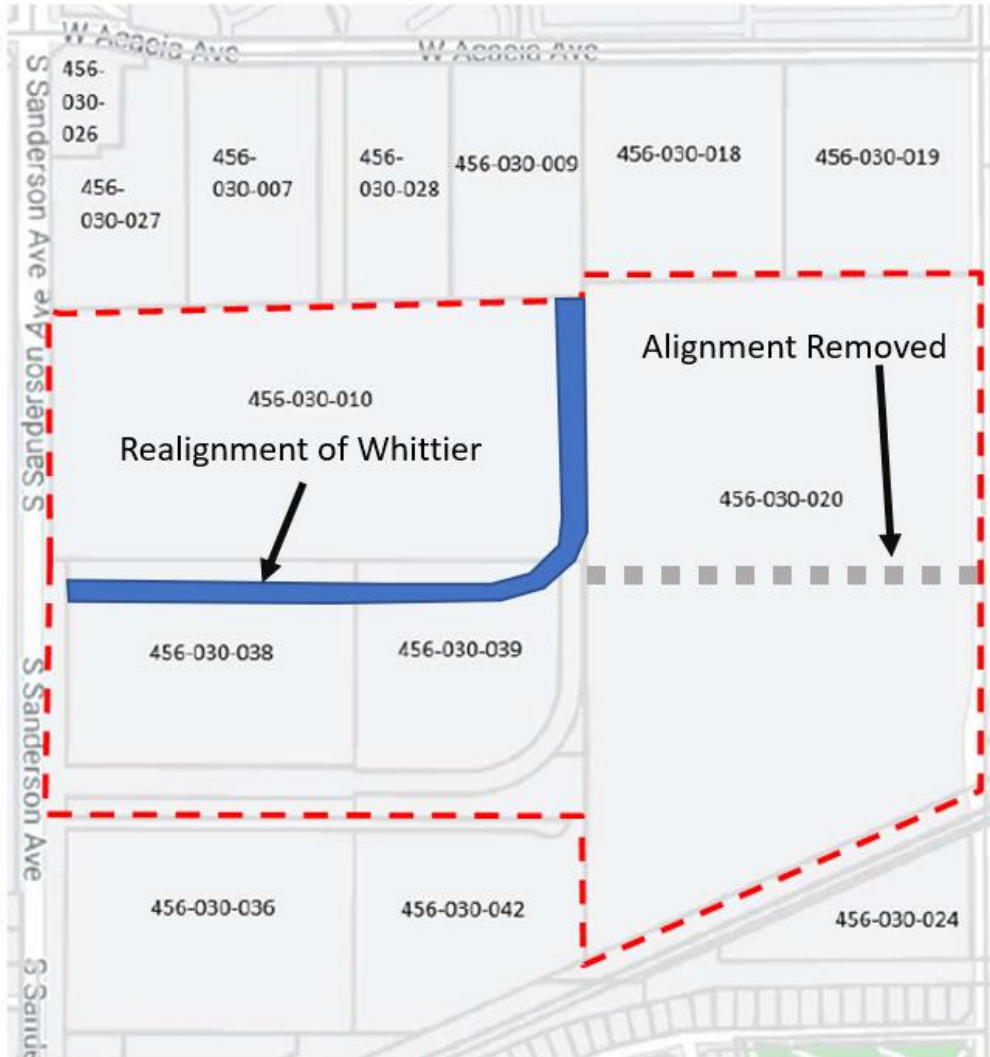 W Acacia Ave
W Acacia Ave
S Sanderson Ave
456-
030-
026
456-
030-027
456-
030-007
456-
030-028
456-030-009
456-030-018
456-030-019
S Sanderson Ave
456-030-010
Alignment Removed
Realignment of Whittier
456-030-020
456-030-038
456-030-039
S Sanderson Ave
456-030-036
456-030-042
456-030-024